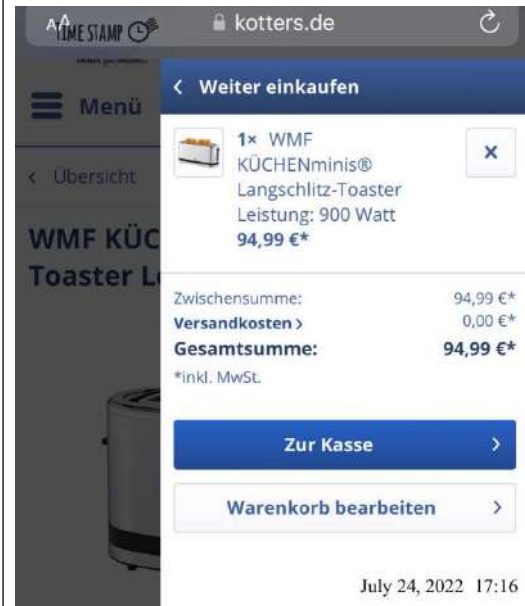 AA
TIME STAMP
kotters.de
Menü
Weiter einkaufen
Übersicht
WMF KÜC
Toaster L
1× WMF
KÜCHENminis®
Langschlitz-Toaster
Leistung: 900 Watt
94,99 €*
×
Zwischensumme: 94,99 €*
Versandkosten > 0,00 €*
Gesamtsumme: 94,99 €*
*inkl. MwSt.
Zur Kasse
Warenkorb bearbeiten
July 24, 2022 17:16